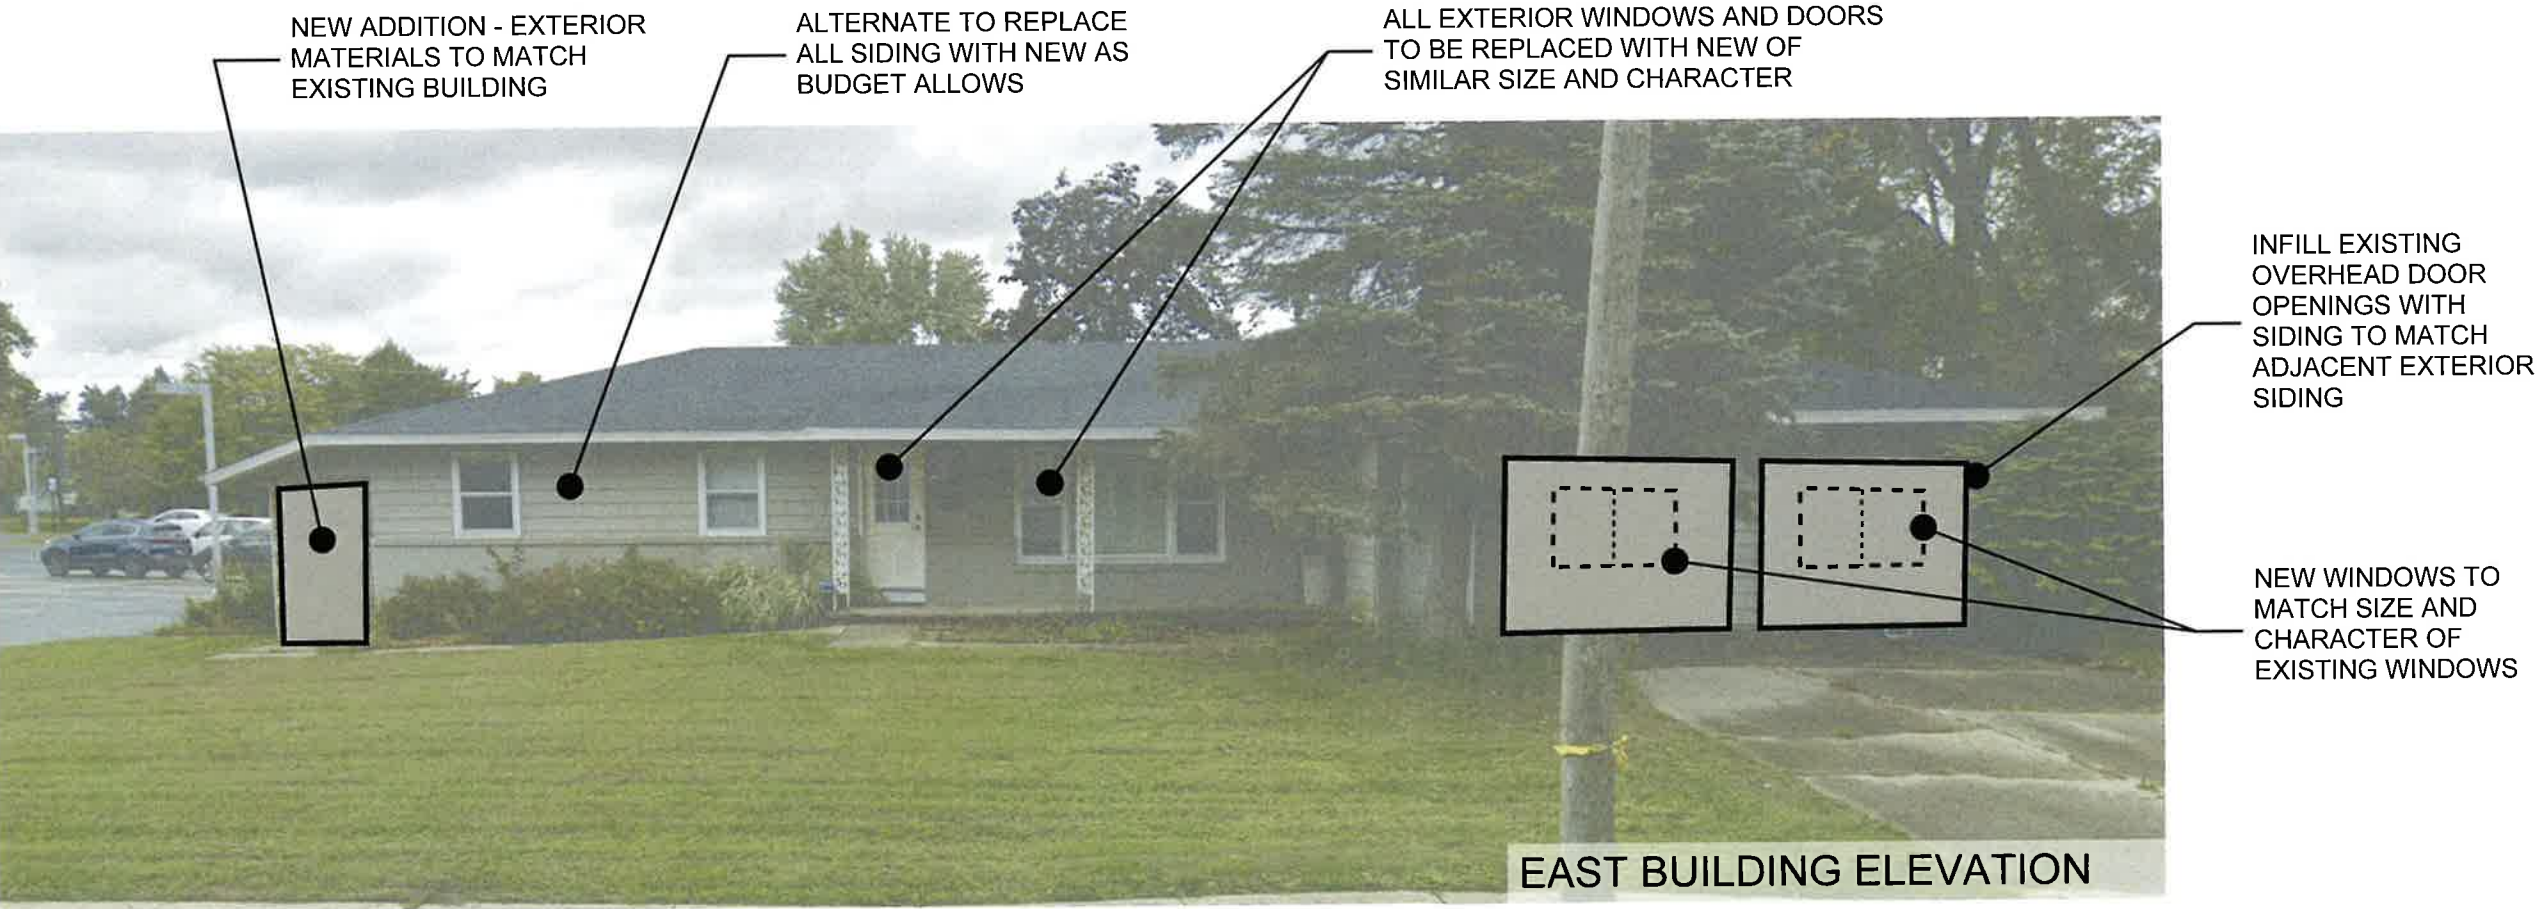 NEW ADDITION - EXTERIOR
MATERIALS TO MATCH
EXISTING BUILDING
ALTERNATE TO REPLACE
ALL SIDING WITH NEW AS
BUDGET ALLOWS
ALL EXTERIOR WINDOWS AND DOORS
TO BE REPLACED WITH NEW OF
SIMILAR SIZE AND CHARACTER
INFILL EXISTING
OVERHEAD DOOR
OPENINGS WITH
SIDING TO MATCH
ADJACENT EXTERIOR
SIDING
NEW WINDOWS TO
MATCH SIZE AND
CHARACTER OF
EXISTING WINDOWS
EAST BUILDING ELEVATION